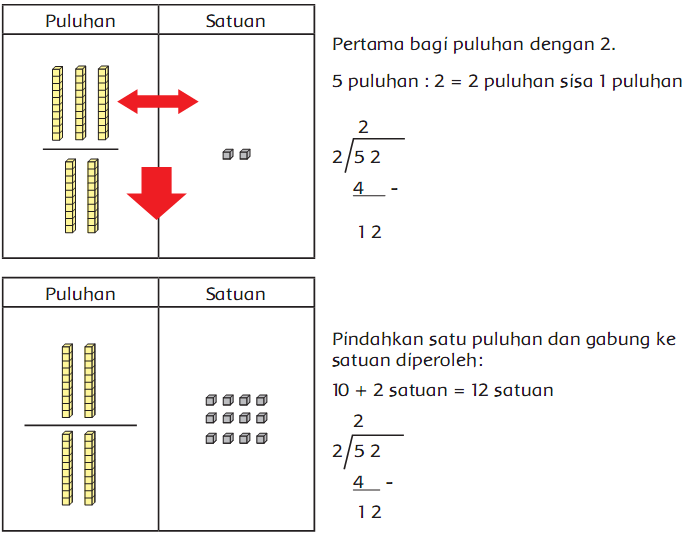 Puluhan Satuan
Pertama bagi puluhan dengan 2.
5 puluhan : 2 = 2 puluhan sisa 1 puluhan
2
2 5 2
4 -
1 2
Puluhan Satuan
Pindahkan satu puluhan dan gabung ke
satuan diperoleh:
10 + 2 satuan = 12 satuan
2
2 5 2
4 -
1 2